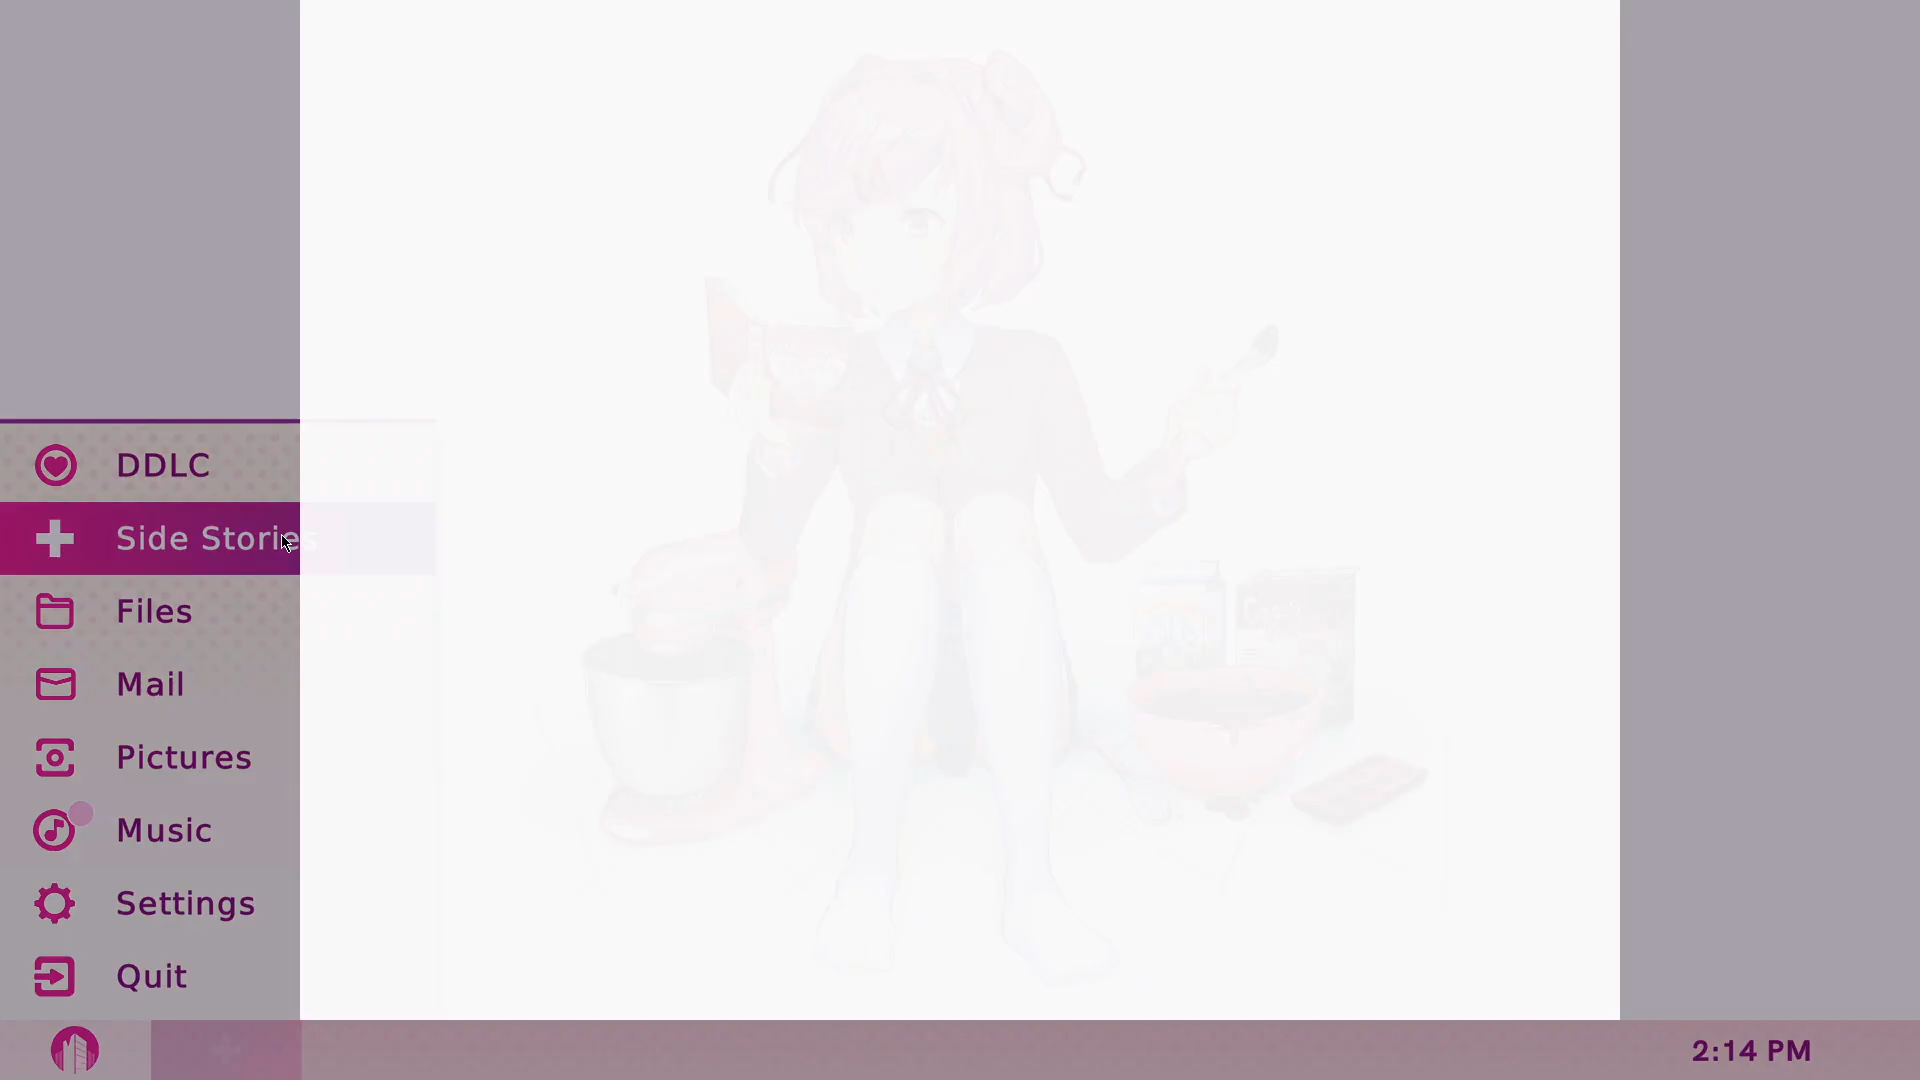 DDLC
Side Stories
Files
Mail
Pictures
Music
Settings
Quit
2:14 PM